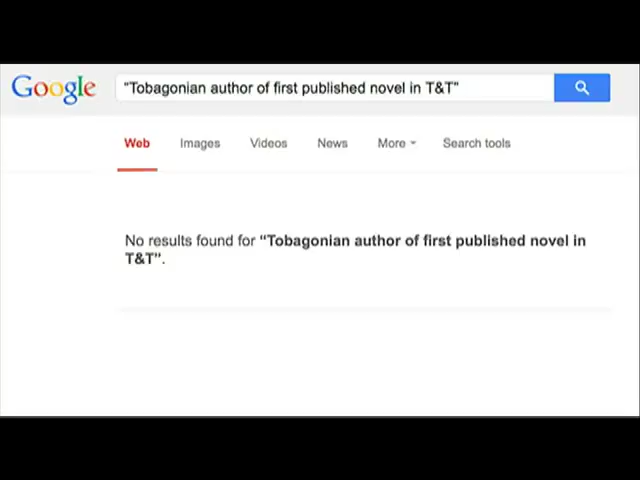 Google
“Tobagonian author of first published novel in T&T”
Web Images Videos News More Search tools
No results found for “Tobagonian author of first published novel in
T&T”.